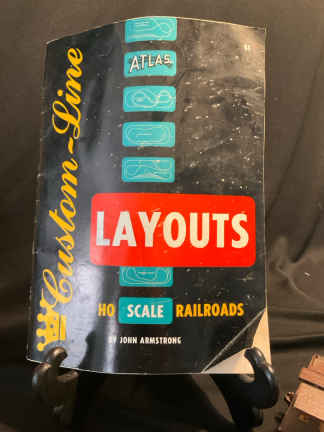 Custom-Line
ATLAS
LAYOUTS
HO SCALE RAILROADS
BY JOHN ARMSTRONG